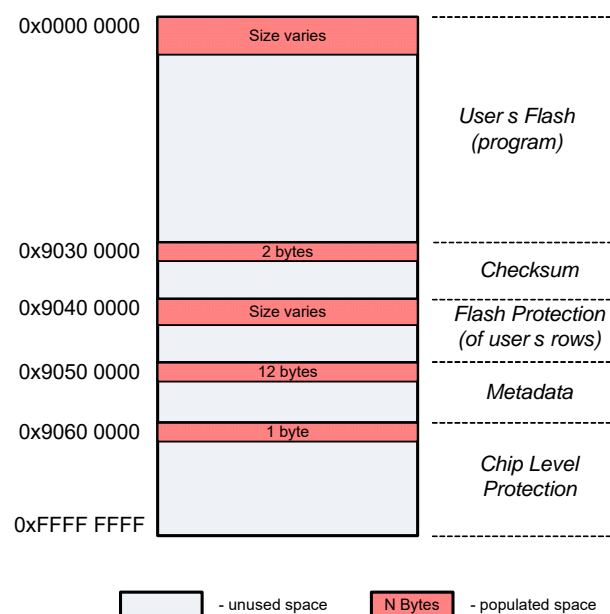 0x0000 0000
Size varies
User s Flash
(program)
0x9030 0000
2 bytes
Checksum
0x9040 0000
Size varies
Flash Protection
(of user s rows)
0x9050 0000
12 bytes
Metadata
0x9060 0000
1 byte
Chip Level
Protection
0xFFFF FFFF
- unused space
N Bytes
- populated space